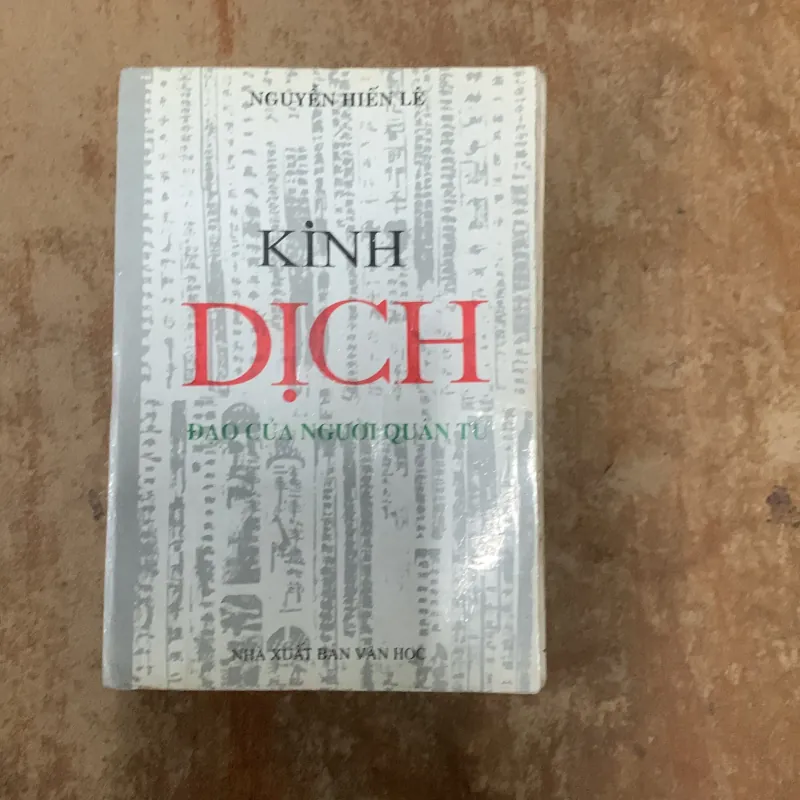 NGUYỄN HIẾN LÊ
KINH
DỊCH
ĐẠO CỦA NGƯỜI QUÂN TỬ
NHÀ XUẤT BẢN VĂN HỌC